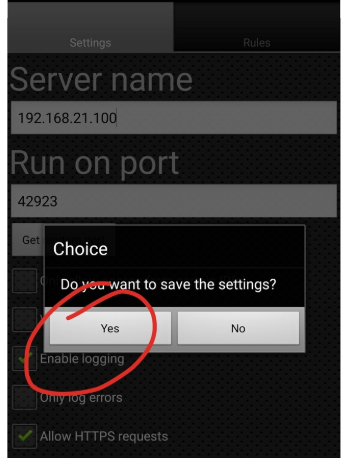 Settings
Rules
Server name
192.168.21.100
Run on port
42923
Get
Choice
Do you want to save the settings?
Yes
No
Enable logging
Only log errors
Allow HTTPS requests